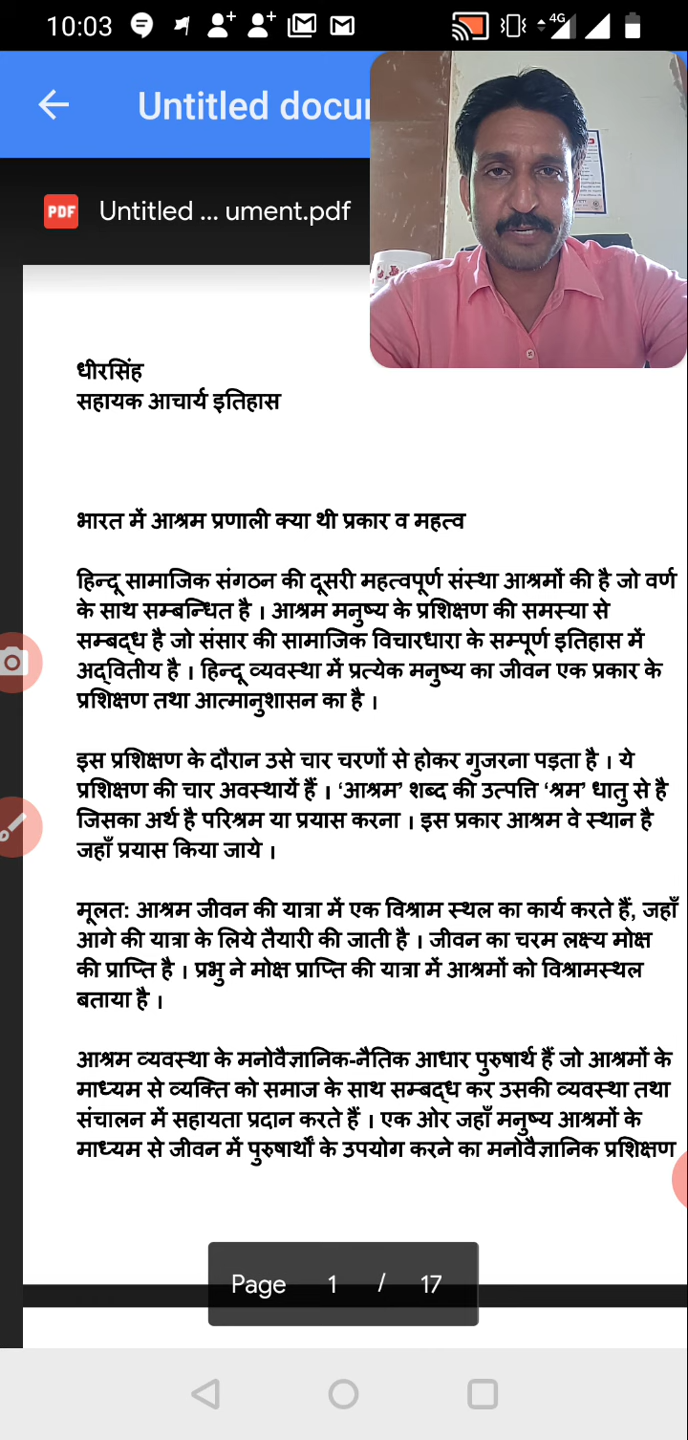 10:03
4G
Untitled docu
PDF
Untitled ... ument.pdf
धीरसिंह
सहायक आचार्य इतिहास
भारत में आश्रम प्रणाली क्या थी प्रकार व महत्व
हिन्दू सामाजिक संगठन की दूसरी महत्वपूर्ण संस्था आश्रमों की है जो वर्ण
के साथ सम्बन्धित है । आश्रम मनुष्य के प्रशिक्षण की समस्या से
सम्बद्ध है जो संसार की सामाजिक विचारधारा के सम्पूर्ण इतिहास में
अद्वितीय है । हिन्दू व्यवस्था में प्रत्येक मनुष्य का जीवन एक प्रकार के
प्रशिक्षण तथा आत्मानुशासन का है ।
इस प्रशिक्षण के दौरान उसे चार चरणों से होकर गुजरना पड़ता है । ये
प्रशिक्षण की चार अवस्थायें हैं । ‘आश्रम’ शब्द की उत्पत्ति ‘श्रम’ धातु से है
जिसका अर्थ है परिश्रम या प्रयास करना । इस प्रकार आश्रम वे स्थान है
जहाँ प्रयास किया जाये ।
मूलत: आश्रम जीवन की यात्रा में एक विश्राम स्थल का कार्य करते हैं, जहाँ
आगे की यात्रा के लिये तैयारी की जाती है । जीवन का चरम लक्ष्य मोक्ष
की प्राप्ति है । प्रभु ने मोक्ष प्राप्ति की यात्रा में आश्रमों को विश्रामस्थल
बताया है ।
आश्रम व्यवस्था के मनोवैज्ञानिक-नैतिक आधार पुरुषार्थ हैं जो आश्रमों के
माध्यम से व्यक्ति को समाज के साथ सम्बद्ध कर उसकी व्यवस्था तथा
संचालन में सहायता प्रदान करते हैं । एक ओर जहाँ मनुष्य आश्रमों के
माध्यम से जीवन में पुरुषार्थों के उपयोग करने का मनोवैज्ञानिक प्रशिक्षण
Page 1 / 17